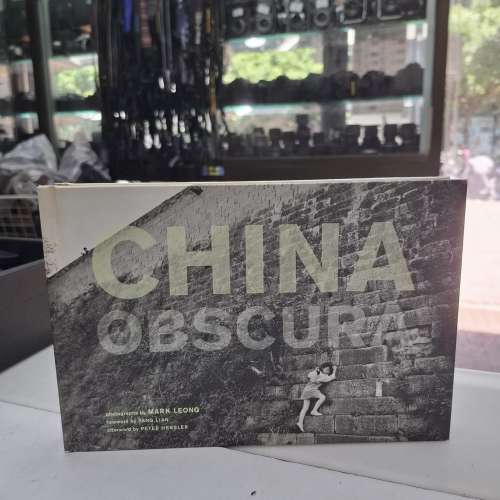 CHINA
OBSCURA
photographs by MARK LEONG
foreword by YANG LIAN
afterword by PETER HESSLER